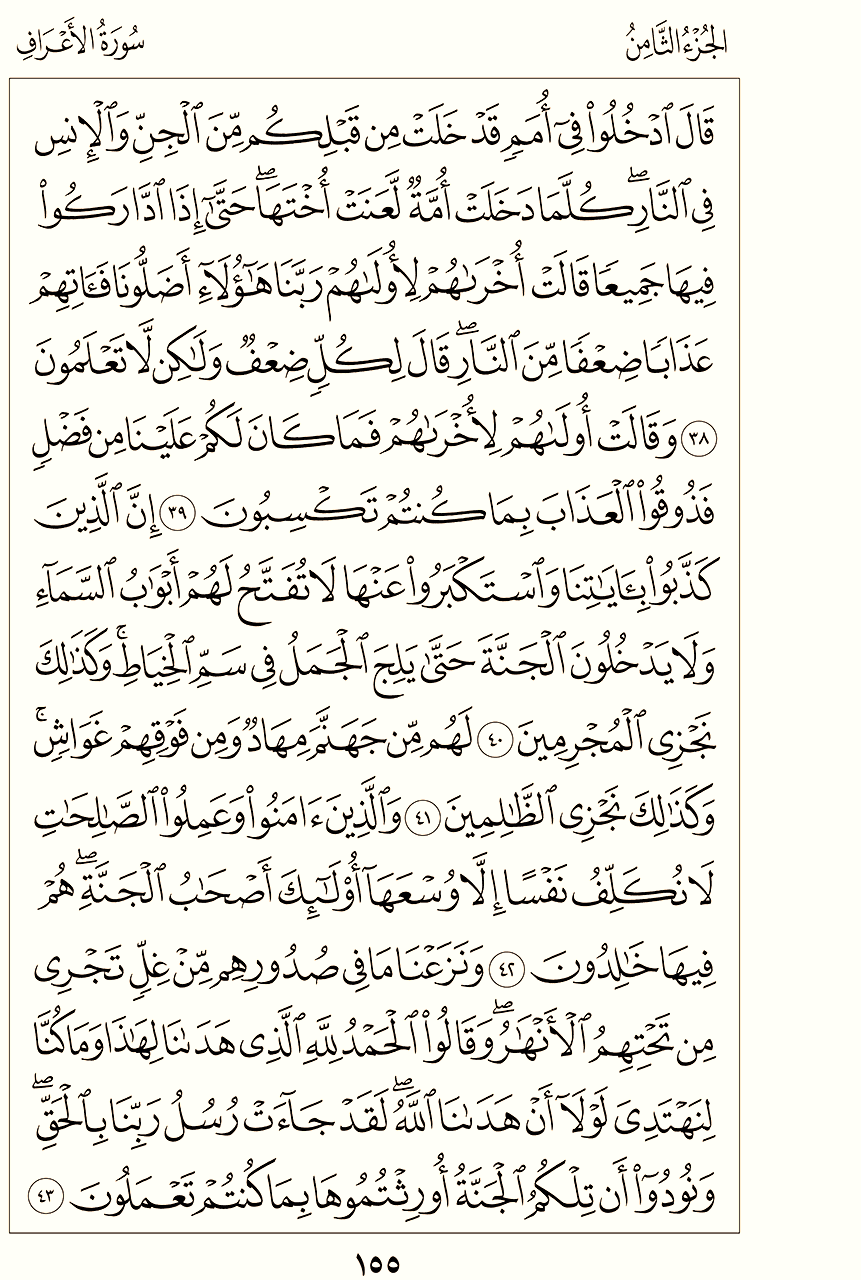 الجُزْءُ الثَّامِنُ
سُورَةُ الأَعْرَافِ
قَالَ ٱدْخُلُوا۟ فِىٓ أُمَمٍ قَدْ خَلَتْ مِن قَبْلِكُم مِّنَ ٱلْجِنِّ وَٱلْإِنسِ
فِى ٱلنَّارِ ۖ كُلَّمَا دَخَلَتْ أُمَّةٌ لَّعَنَتْ أُخْتَهَا ۖ حَتَّىٰٓ إِذَا ٱدَّارَكُوا۟
فِيهَا جَمِيعًا قَالَتْ أُخْرَىٰهُمْ لِأُولَىٰهُمْ رَبَّنَا هَـٰٓؤُلَآءِ أَضَلُّونَا فَـَٔاتِهِمْ
عَذَابًا ضِعْفًا مِّنَ ٱلنَّارِ ۖ قَالَ لِكُلٍّ ضِعْفٌ وَلَـٰكِن لَّا تَعْلَمُونَ
٣٨ وَقَالَتْ أُولَىٰهُمْ لِأُخْرَىٰهُمْ فَمَا كَانَ لَكُمْ عَلَيْنَا مِن فَضْلٍ
فَذُوقُوا۟ ٱلْعَذَابَ بِمَا كُنتُمْ تَكْسِبُونَ ٣٩ إِنَّ ٱلَّذِينَ
كَذَّبُوا۟ بِـَٔايَـٰتِنَا وَٱسْتَكْبَرُوا۟ عَنْهَا لَا تُفَتَّحُ لَهُمْ أَبْوَٰبُ ٱلسَّمَآءِ
وَلَا يَدْخُلُونَ ٱلْجَنَّةَ حَتَّىٰ يَلِجَ ٱلْجَمَلُ فِى سَمِّ ٱلْخِيَاطِ ۚ وَكَذَٰلِكَ
نَجْزِى ٱلْمُجْرِمِينَ ٤٠ لَهُم مِّن جَهَنَّمَ مِهَادٌ وَمِن فَوْقِهِمْ غَوَاشٍ ۚ
وَكَذَٰلِكَ نَجْزِى ٱلظَّـٰلِمِينَ ٤١ وَٱلَّذِينَ ءَامَنُوا۟ وَعَمِلُوا۟ ٱلصَّـٰلِحَـٰتِ
لَا نُكَلِّفُ نَفْسًا إِلَّا وُسْعَهَآ أُو۟لَـٰٓئِكَ أَصْحَـٰبُ ٱلْجَنَّةِ ۖ هُمْ
فِيهَا خَـٰلِدُونَ ٤٢ وَنَزَعْنَا مَا فِى صُدُورِهِم مِّنْ غِلٍّ تَجْرِى
مِن تَحْتِهِمُ ٱلْأَنْهَـٰرُ ۖ وَقَالُوا۟ ٱلْحَمْدُ لِلَّهِ ٱلَّذِى هَدَىٰنَا لِهَـٰذَا وَمَا كُنَّا
لِنَهْتَدِىَ لَوْلَآ أَنْ هَدَىٰنَا ٱللَّهُ ۖ لَقَدْ جَآءَتْ رُسُلُ رَبِّنَا بِٱلْحَقِّ ۖ
وَنُودُوٓا۟ أَن تِلْكُمُ ٱلْجَنَّةُ أُورِثْتُمُوهَا بِمَا كُنتُمْ تَعْمَلُونَ ٤٣
١٥٥